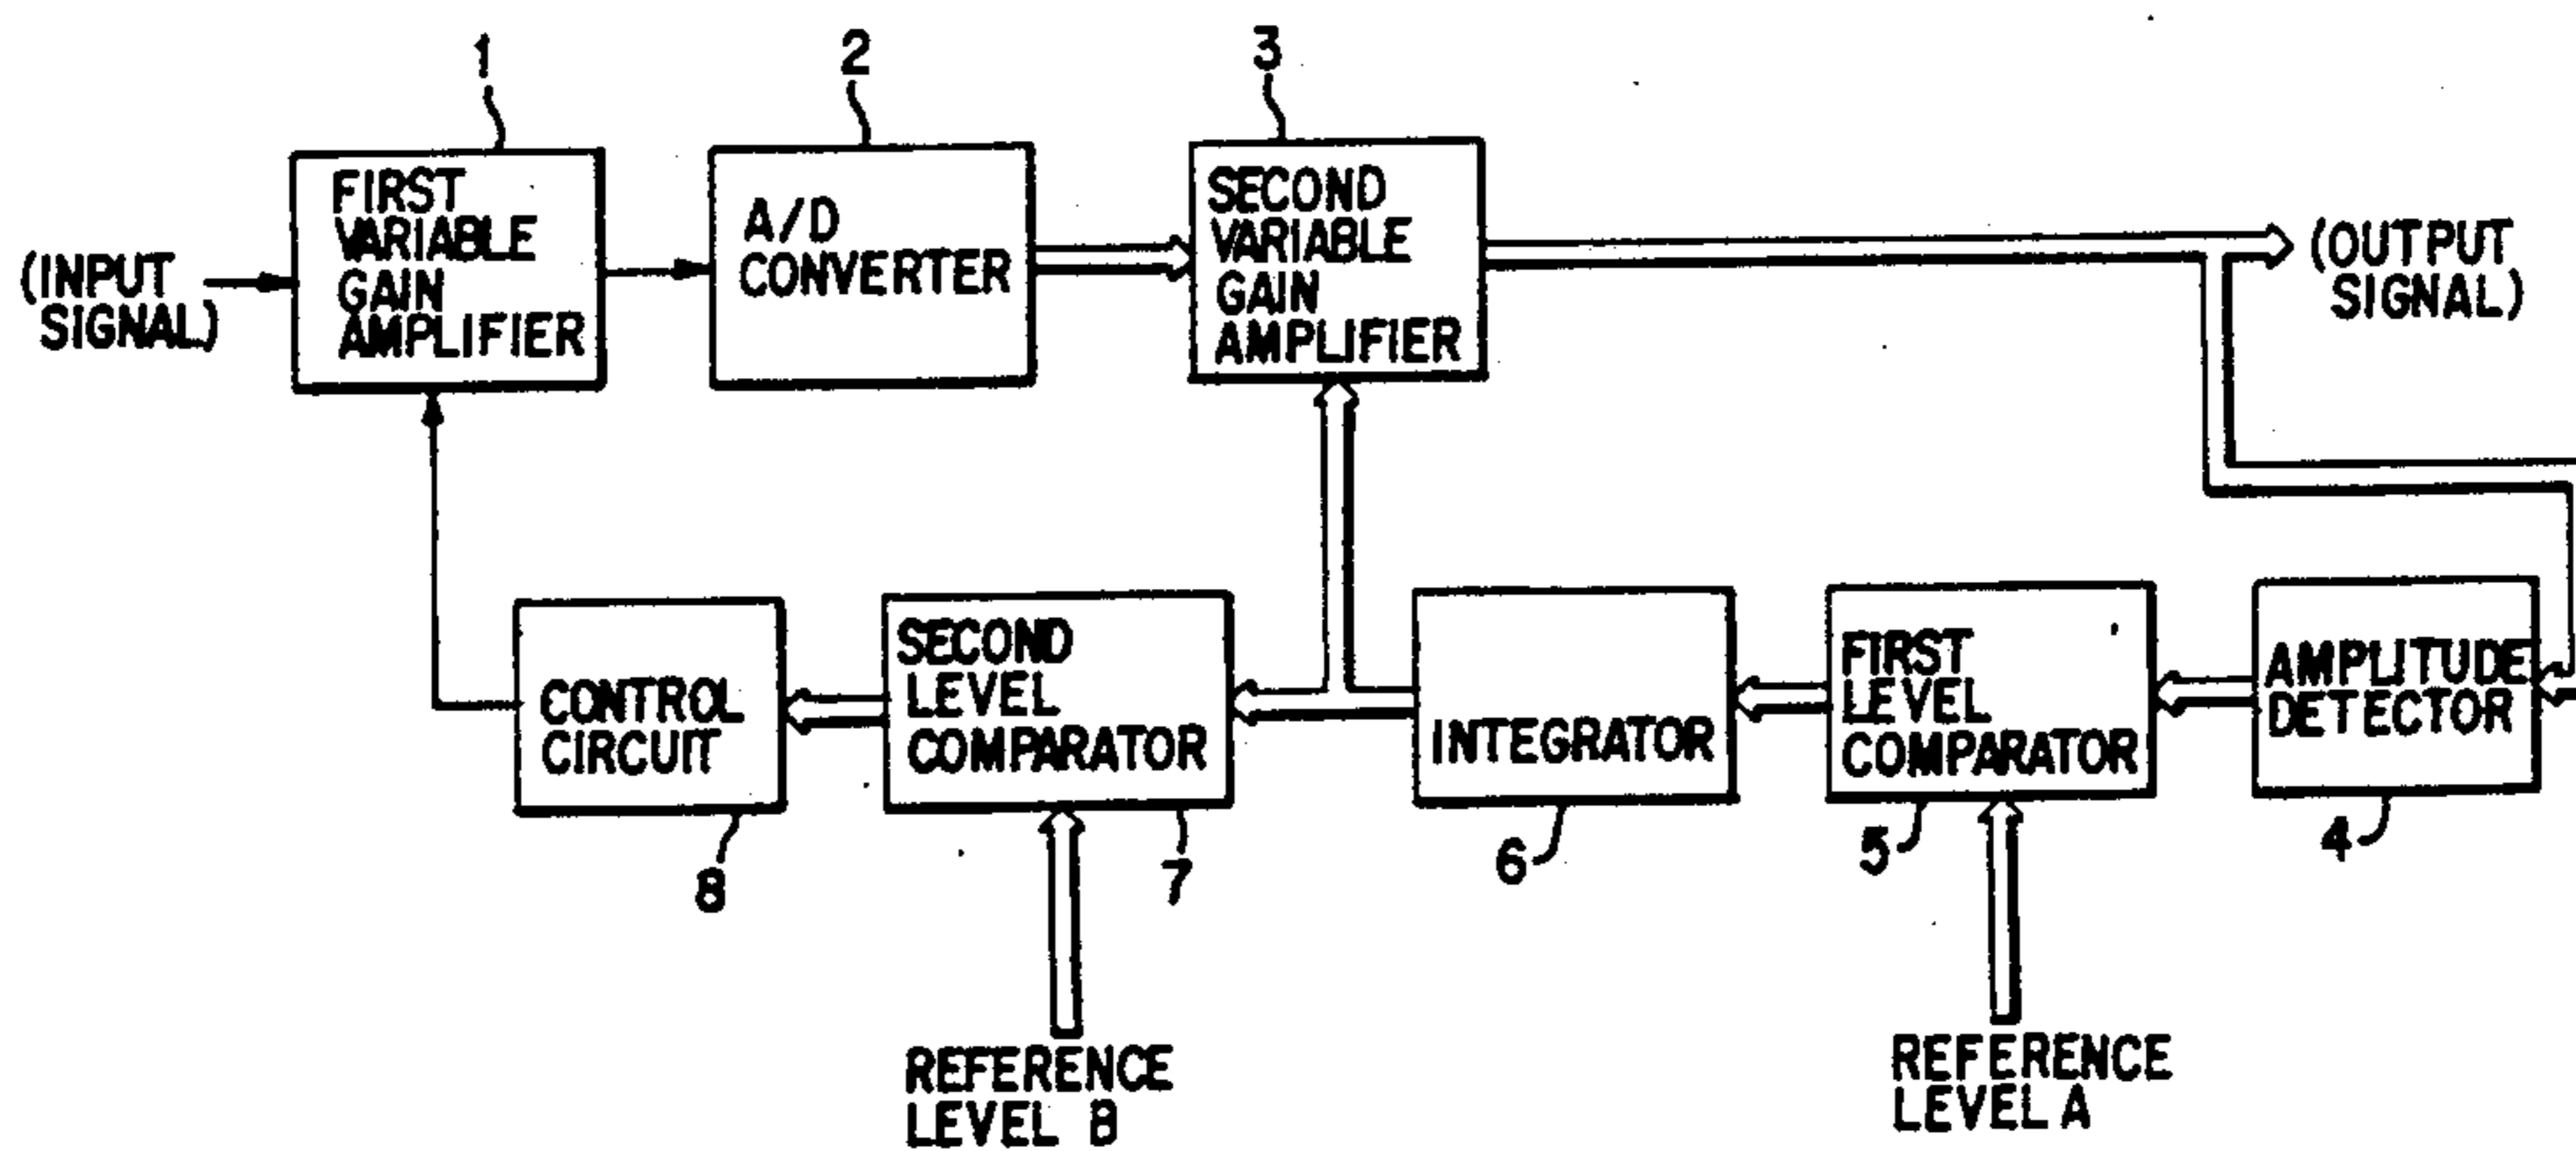 1
2
3
(INPUT
SIGNAL)
FIRST
VARIABLE
GAIN
AMPLIFIER
A/D
CONVERTER
SECOND
VARIABLE
GAIN
AMPLIFIER
(OUTPUT
SIGNAL)
CONTROL
CIRCUIT
SECOND
LEVEL
COMPARATOR
INTEGRATOR
FIRST
LEVEL
COMPARATOR
AMPLITUDE
DETECTOR
8
7
6
5
4
REFERENCE
LEVEL B
REFERENCE
LEVEL A